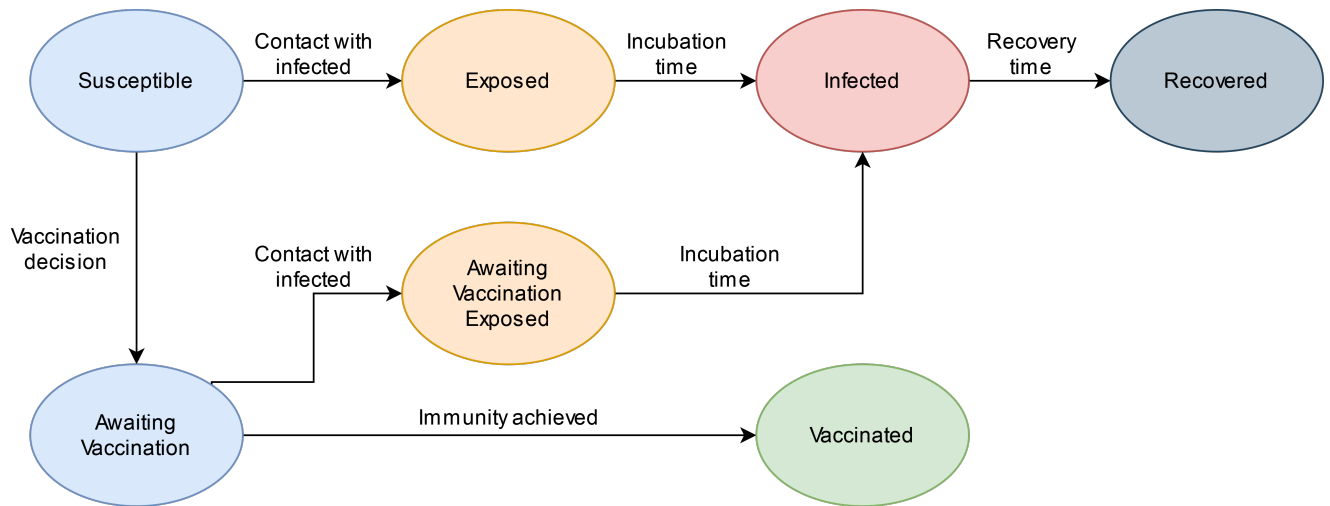 Contact with
infected
Incubation
time
Recovery
time
Susceptible
Exposed
Infected
Recovered
Vaccination
decision
Contact with
infected
Awaiting
Vaccination
Exposed
Incubation
time
Awaiting
Vaccination
Immunity achieved
Vaccinated